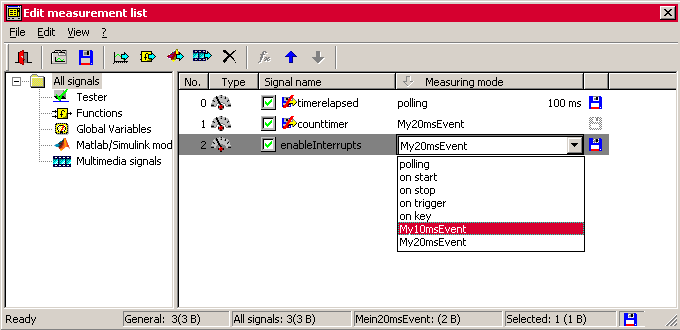 Edit measurement list
File Edit View ?
fx
All signals
Tester
Functions
Global Variables
Matlab/Simulink mod
Multimedia signals
No. Type Signal name Measuring mode
0 timerelapsed polling 100 ms
1 counttimer My20msEvent
2 enableInterrupts My20msEvent
polling
on start
on stop
on trigger
on key
My10msEvent
My20msEvent
Ready General: 3(3 B) All signals: 3(3 B) Mein20msEvent: (2 B) Selected: 1 (1 B)